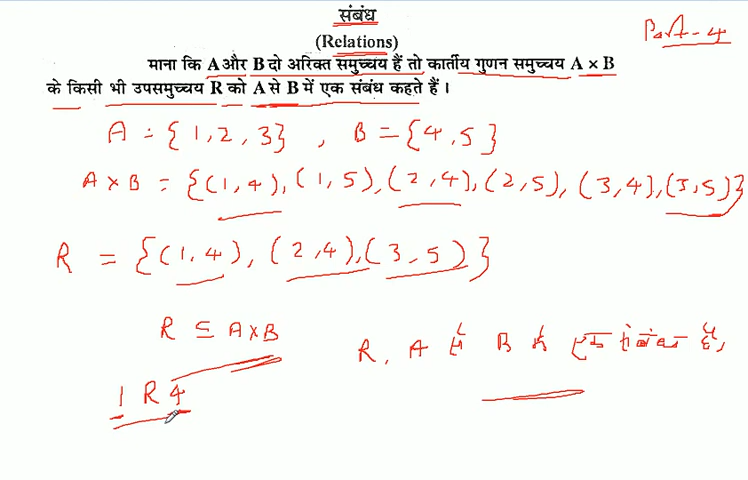 संबंध
Part-4
(Relations)
माना कि A और B दो अरिक्त समुच्चय हैं तो कार्तीय गुणन समुच्चय A × B
के किसी भी उपसमुच्चय R को A से B में एक संबंध कहते हैं ।
A = {1,2,3} , B = {4,5}
A×B = {(1,4), (1,5), (2,4), (2,5), (3,4), (3,5)}
R = {(1,4), (2,4), (3,5)}
R ⊆ A×B
R, A से B में एक संबंध है,
1 R 4